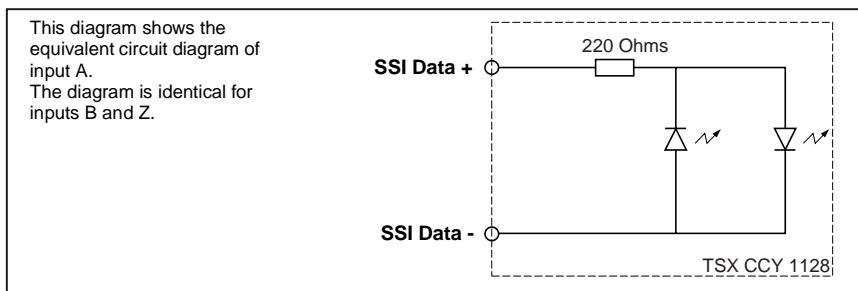 This diagram shows the
equivalent circuit diagram of
input A.
The diagram is identical for
inputs B and Z.
220 Ohms
SSI Data +
SSI Data -
TSX CCY 1128